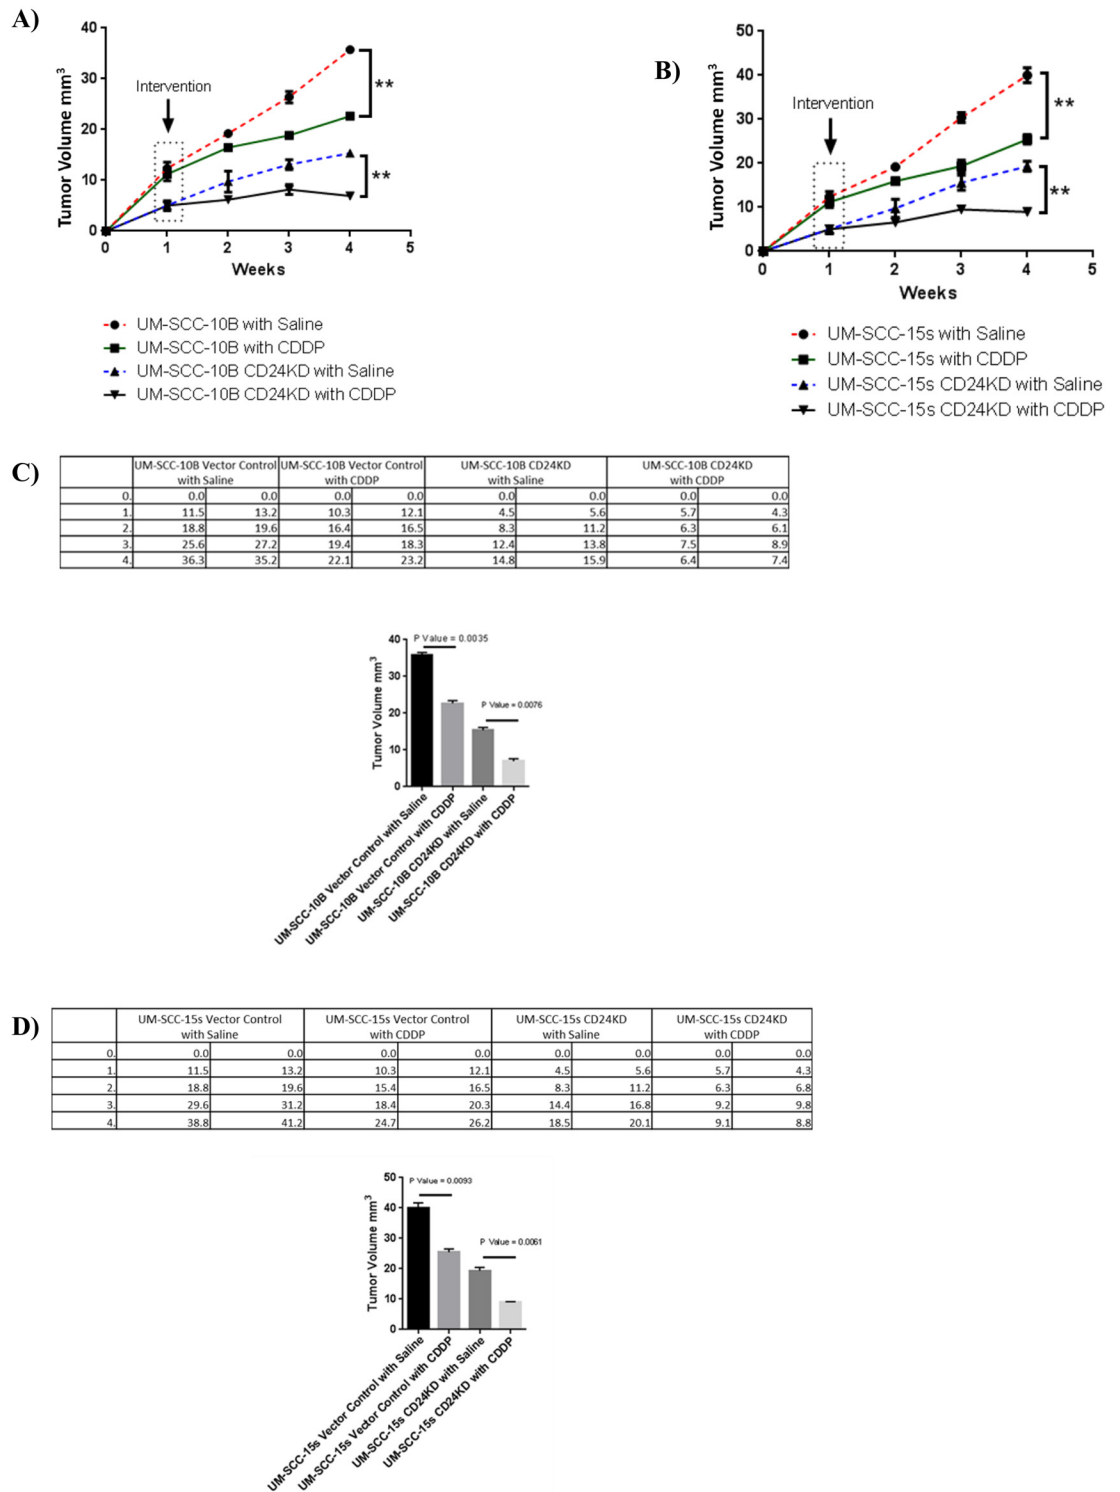 A)
40
30
20
10
0
Tumor Volume mm³
Intervention
**
**
0 1 2 3 4 5
Weeks
UM-SCC-10B with Saline
UM-SCC-10B with CDDP
UM-SCC-10B CD24KD with Saline
UM-SCC-10B CD24KD with CDDP
B)
50
40
30
20
10
0
Tumor Volume mm³
Intervention
**
**
0 1 2 3 4 5
Weeks
UM-SCC-15s with Saline
UM-SCC-15s with CDDP
UM-SCC-15s CD24KD with Saline
UM-SCC-15s CD24KD with CDDP
C)
UM-SCC-10B Vector Control with Saline UM-SCC-10B Vector Control with CDDP UM-SCC-10B CD24KD with Saline UM-SCC-10B CD24KD with CDDP
0. 0.0 0.0 0.0 0.0 0.0 0.0 0.0 0.0
1. 11.5 13.2 10.3 12.1 4.5 5.6 5.7 4.3
2. 18.8 19.6 16.4 16.5 8.3 11.2 6.3 6.1
3. 25.6 27.2 19.4 18.3 12.4 13.8 7.5 8.9
4. 36.3 35.2 22.1 23.2 14.8 15.9 6.4 7.4
40
30
20
10
0
Tumor Volume mm³
P Value = 0.0035
P Value = 0.0076
UM-SCC-10B Vector Control with Saline
UM-SCC-10B Vector Control with CDDP
UM-SCC-10B CD24KD with Saline
UM-SCC-10B CD24KD with CDDP
D)
UM-SCC-15s Vector Control with Saline UM-SCC-15s Vector Control with CDDP UM-SCC-15s CD24KD with Saline UM-SCC-15s CD24KD with CDDP
0. 0.0 0.0 0.0 0.0 0.0 0.0 0.0 0.0
1. 11.5 13.2 10.3 12.1 4.5 5.6 5.7 4.3
2. 18.8 19.6 15.4 16.5 8.3 11.2 6.3 6.8
3. 29.6 31.2 18.4 20.3 14.4 16.8 9.2 9.8
4. 38.8 41.2 24.7 26.2 18.5 20.1 9.1 8.8
50
40
30
20
10
0
Tumor Volume mm³
P Value = 0.0093
P Value = 0.0061
UM-SCC-15s Vector Control with Saline
UM-SCC-15s Vector Control with CDDP
UM-SCC-15s CD24KD with Saline
UM-SCC-15s CD24KD with CDDP